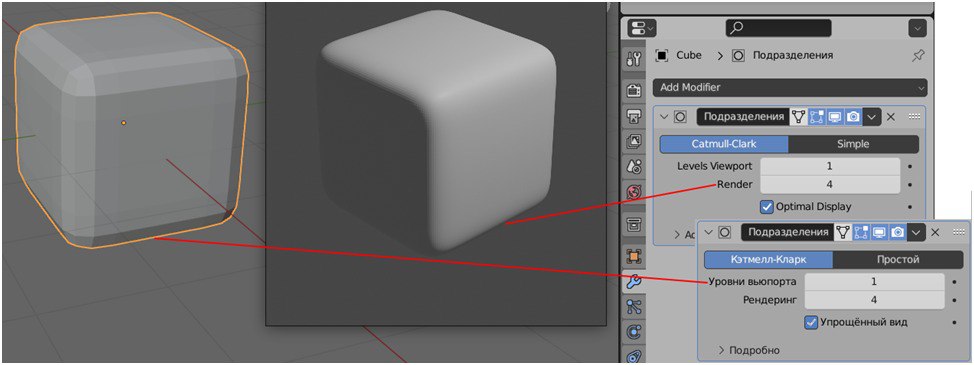 Cube > Подразделения
Add Modifier
Подразделения
Catmull-Clark Simple
Levels Viewport 1
Render 4
Optimal Display
Подразделения
Кэтмелл-Кларк Простой
Уровни вьюпорта 1
Рендеринг 4
Упрощённый вид
> Подробно